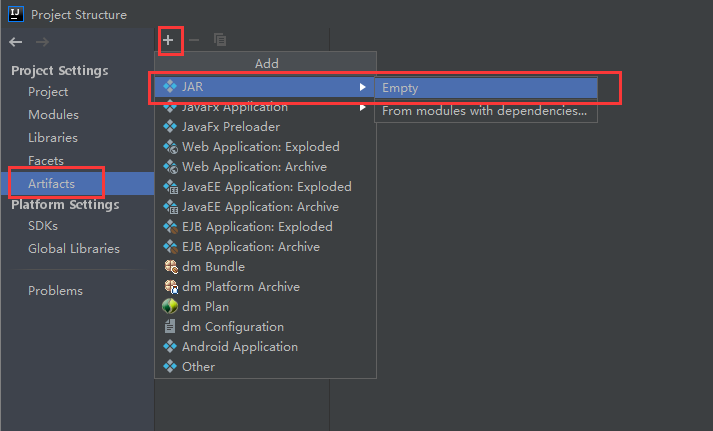 IJ
Project Structure
Project Settings
Project
Modules
Libraries
Facets
Artifacts
Platform Settings
SDKs
Global Libraries
Problems
Add
JAR
JavaFx Application
JavaFx Preloader
Web Application: Exploded
Web Application: Archive
JavaEE Application: Exploded
JavaEE Application: Archive
EJB Application: Exploded
EJB Application: Archive
dm Bundle
dm Platform Archive
dm Plan
dm Configuration
Android Application
Other
Empty
From modules with dependencies...